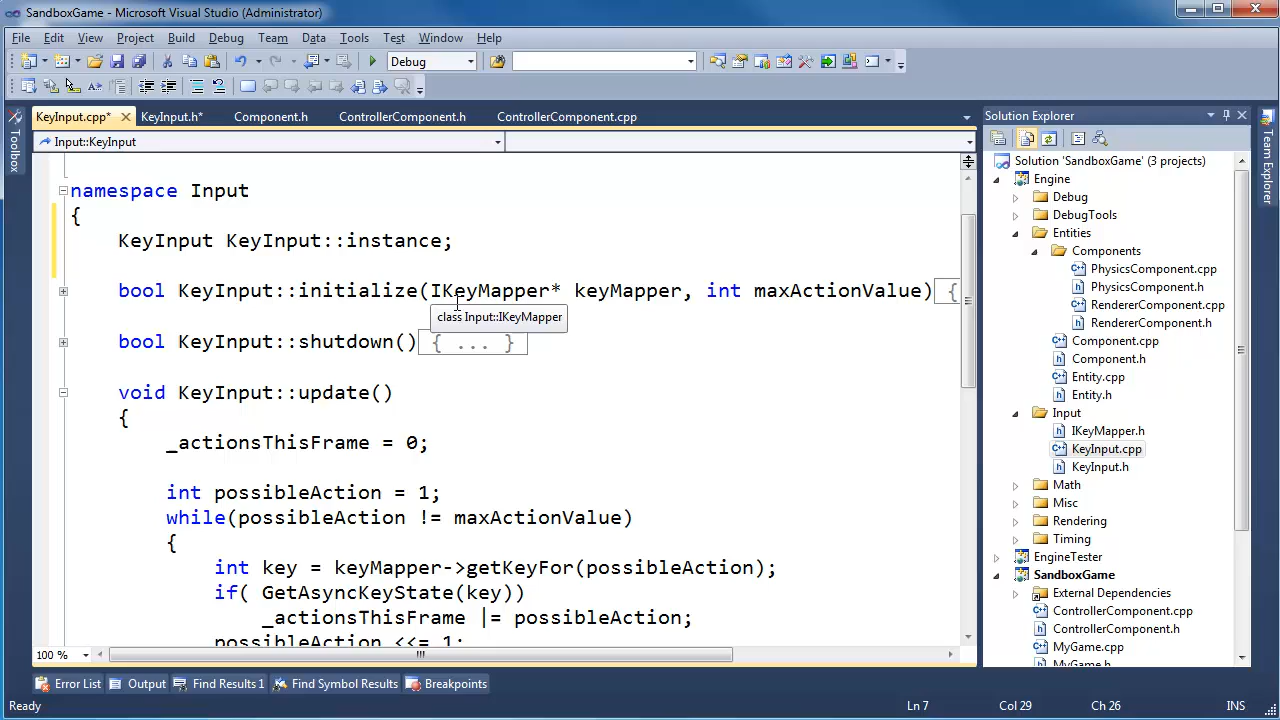 SandboxGame - Microsoft Visual Studio (Administrator)
File Edit View Project Build Debug Team Data Tools Test Window Help
Debug
KeyInput.cpp* KeyInput.h* Component.h ControllerComponent.h ControllerComponent.cpp
Input::KeyInput
Toolbox
namespace Input
{
KeyInput KeyInput::instance;
bool KeyInput::initialize(IKeyMapper* keyMapper, int maxActionValue) {
class Input::IKeyMapper
bool KeyInput::shutdown() { ... }
void KeyInput::update()
{
_actionsThisFrame = 0;
int possibleAction = 1;
while(possibleAction != maxActionValue)
{
int key = keyMapper->getKeyFor(possibleAction);
if( GetAsyncKeyState(key))
_actionsThisFrame |= possibleAction;
possibleAction <<= 1;
100 %
Solution Explorer
Solution 'SandboxGame' (3 projects)
Engine
Debug
DebugTools
Entities
Components
PhysicsComponent.cpp
PhysicsComponent.h
RendererComponent.cpp
RendererComponent.h
Component.cpp
Component.h
Entity.cpp
Entity.h
Input
IKeyMapper.h
KeyInput.cpp
KeyInput.h
Math
Misc
Rendering
Timing
EngineTester
SandboxGame
External Dependencies
ControllerComponent.cpp
ControllerComponent.h
MyGame.cpp
MyGame.h
Team Explorer
Error List Output Find Results 1 Find Symbol Results Breakpoints
Ready Ln 7 Col 29 Ch 26 INS